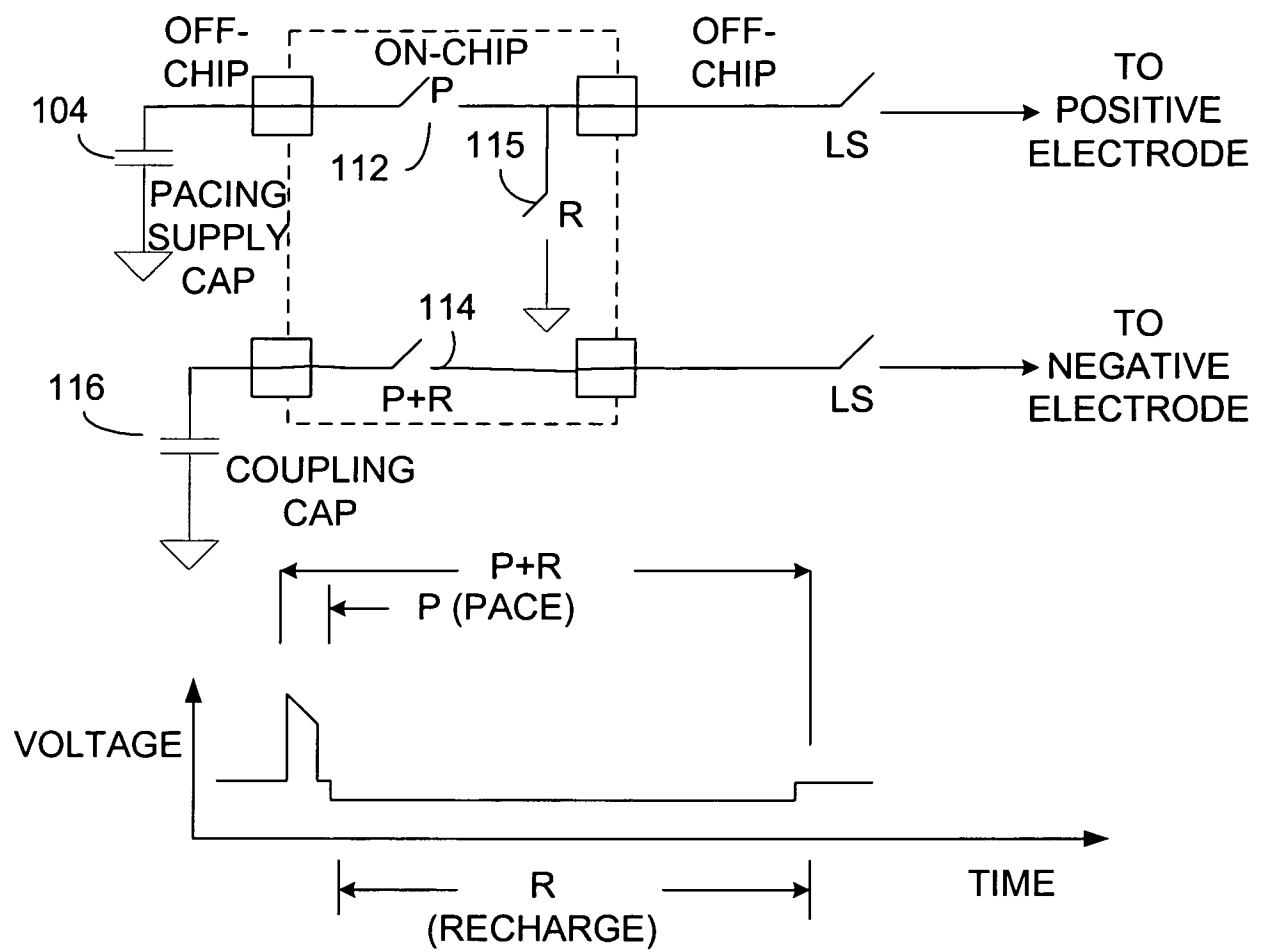 OFF-
CHIP
ON-CHIP
OFF-
CHIP
P
TO
POSITIVE
ELECTRODE
104
112
115
LS
R
PACING
SUPPLY
CAP
114
P+R
LS
TO
NEGATIVE
ELECTRODE
116
COUPLING
CAP
P+R
P (PACE)
VOLTAGE
R
(RECHARGE)
TIME